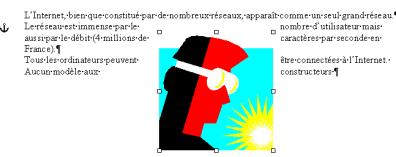 L'Internet, bien que constitué par de nombreux réseaux, apparaît comme un seul grand réseau.¶
Le réseau est immense par le nombre d'utilisateur mais
aussi par le débit (4 millions de caractères par seconde en
France).¶
Tous les ordinateurs peuvent être connectées à l'Internet.
Aucun modèle aux constructeurs.¶